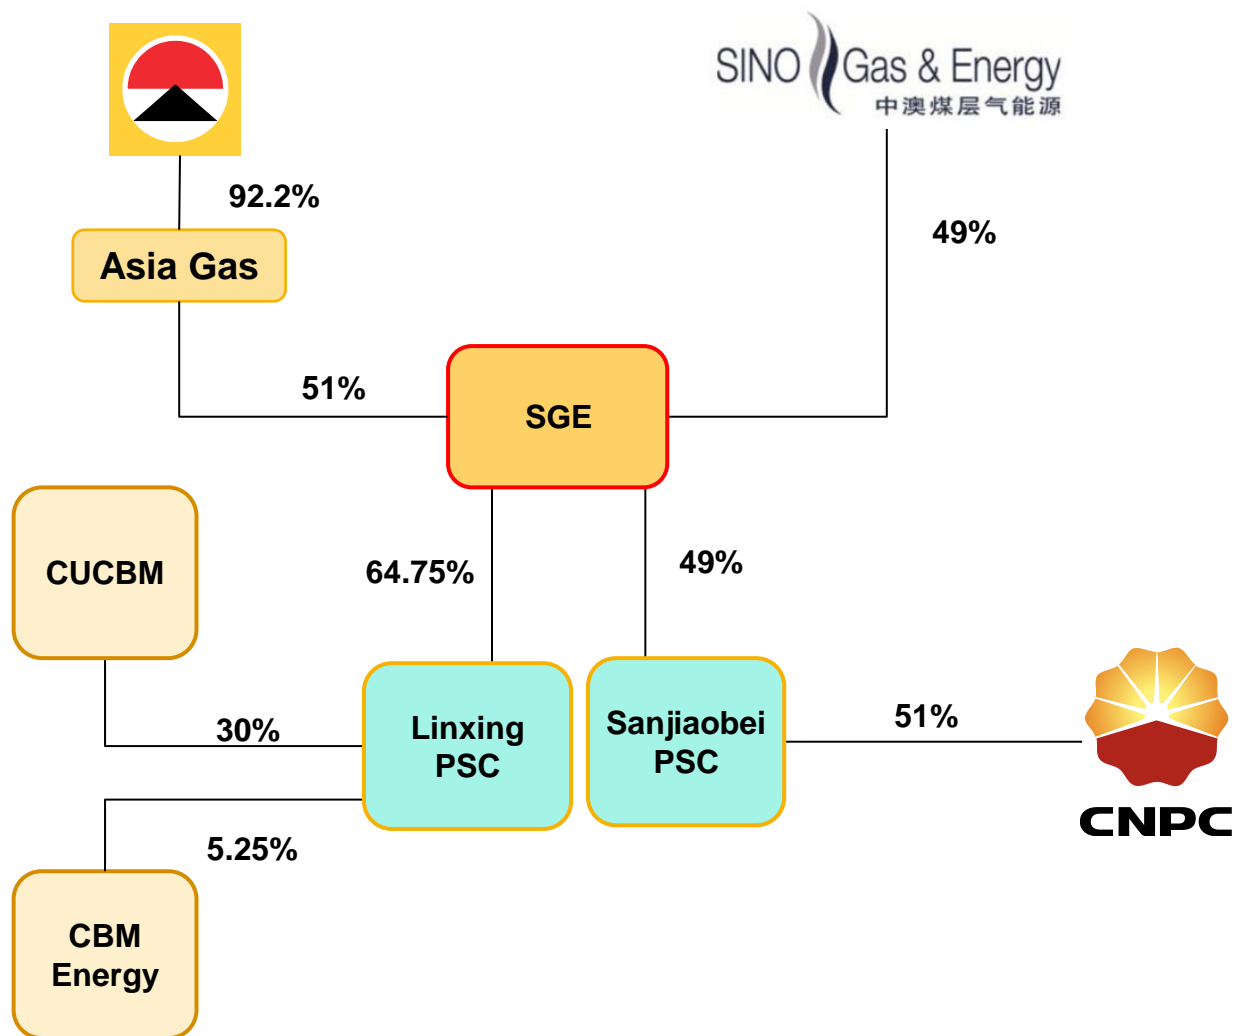 SINO Gas & Energy
中澳煤层气能源
92.2%
49%
Asia Gas
51%
SGE
CUCBM
64.75%
49%
Linxing
PSC
Sanjiaobei
PSC
51%
30%
CNPC
5.25%
CBM
Energy